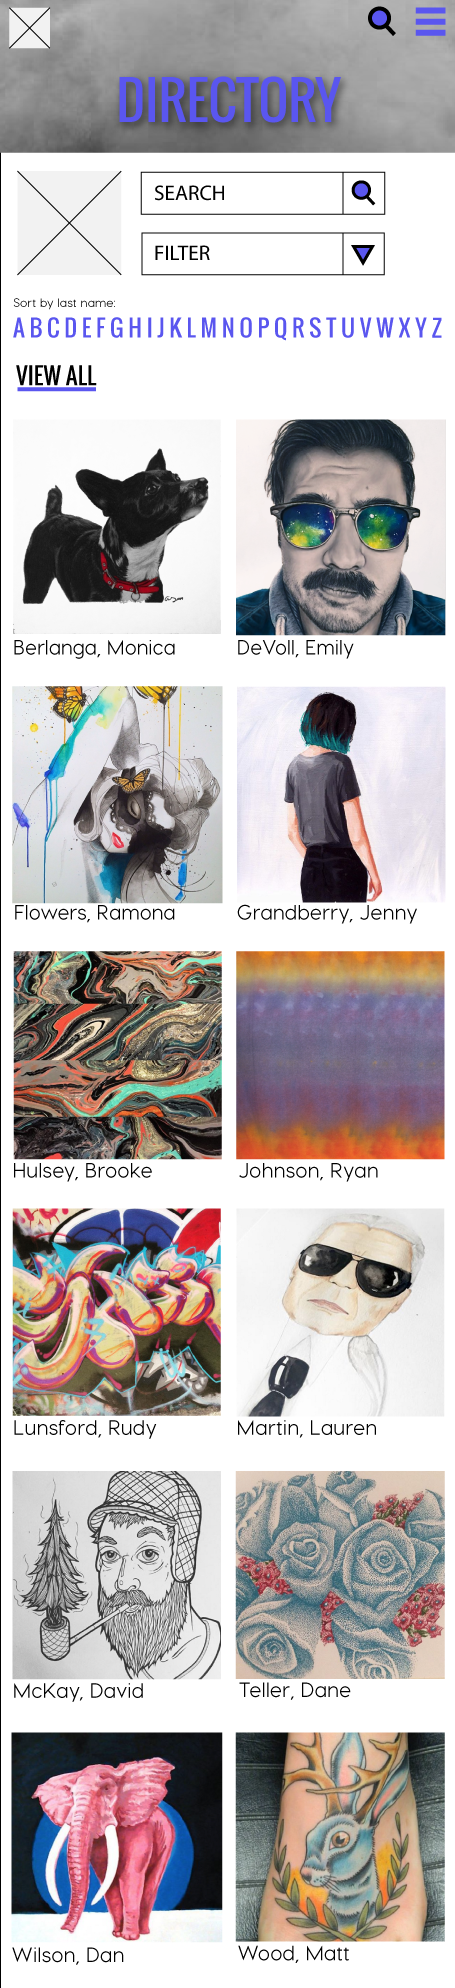 DIRECTORY
SEARCH
FILTER
Sort by last name:
A B C D E F G H I J K L M N O P Q R S T U V W X Y Z
VIEW ALL
Berlanga, Monica
DeVoll, Emily
Flowers, Ramona
Grandberry, Jenny
Hulsey, Brooke
Johnson, Ryan
Lunsford, Rudy
Martin, Lauren
McKay, David
Teller, Dane
Wilson, Dan
Wood, Matt